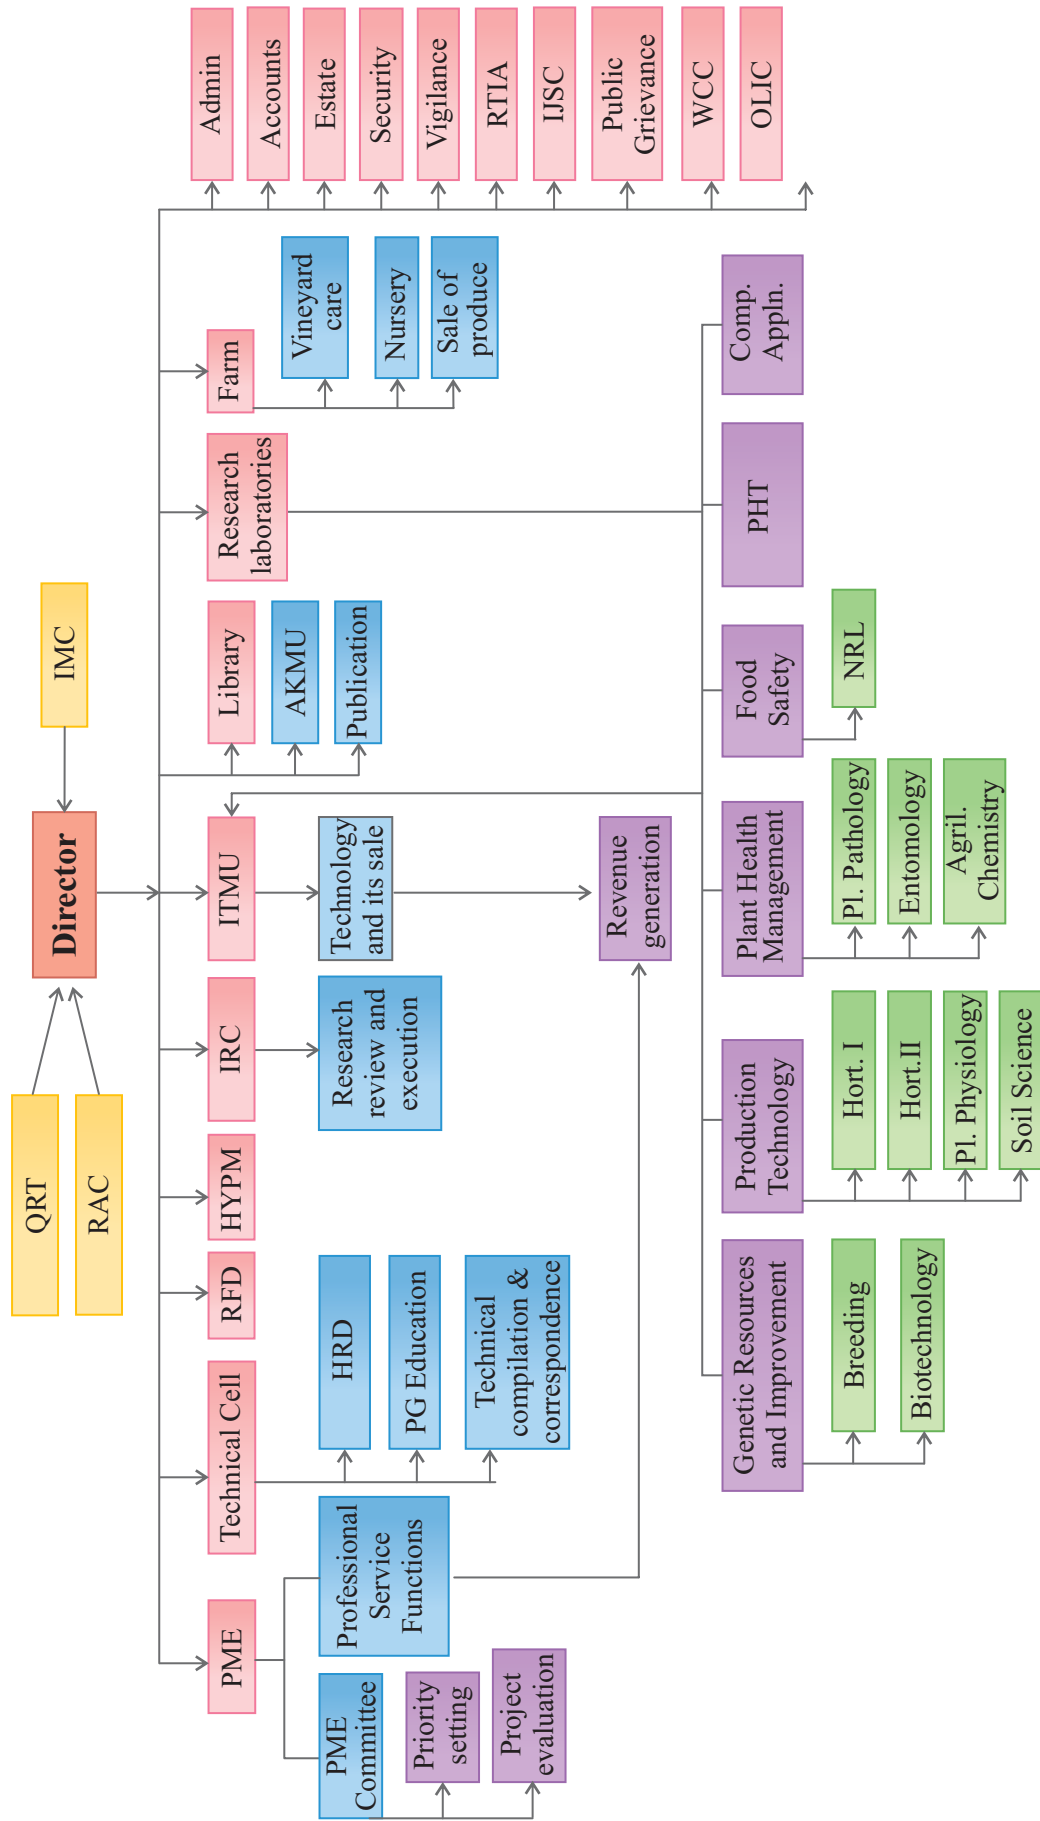 QRT
RAC
Director
IMC
PME
Technical Cell
RFD
HYPM
IRC
ITMU
Library
AKMU
Publication
Research
laboratories
Farm
Vineyard
care
Nursery
Sale of
produce
Admin
Accounts
Estate
Security
Vigilance
RTIA
IJSC
Public
Grievance
WCC
OLIC
PME
Committee
Priority
setting
Project
evaluation
Professional
Service
Functions
HRD
PG Education
Technical
compilation &
correspondence
Research
review and
execution
Technology
and its sale
Revenue
generation
Genetic Resources
and Improvement
Breeding
Biotechnology
Production
Technology
Hort. I
Hort.II
Pl. Physiology
Soil Science
Plant Health
Management
Pl. Pathology
Entomology
Agril.
Chemistry
Food
Safety
NRL
PHT
Comp.
Appln.